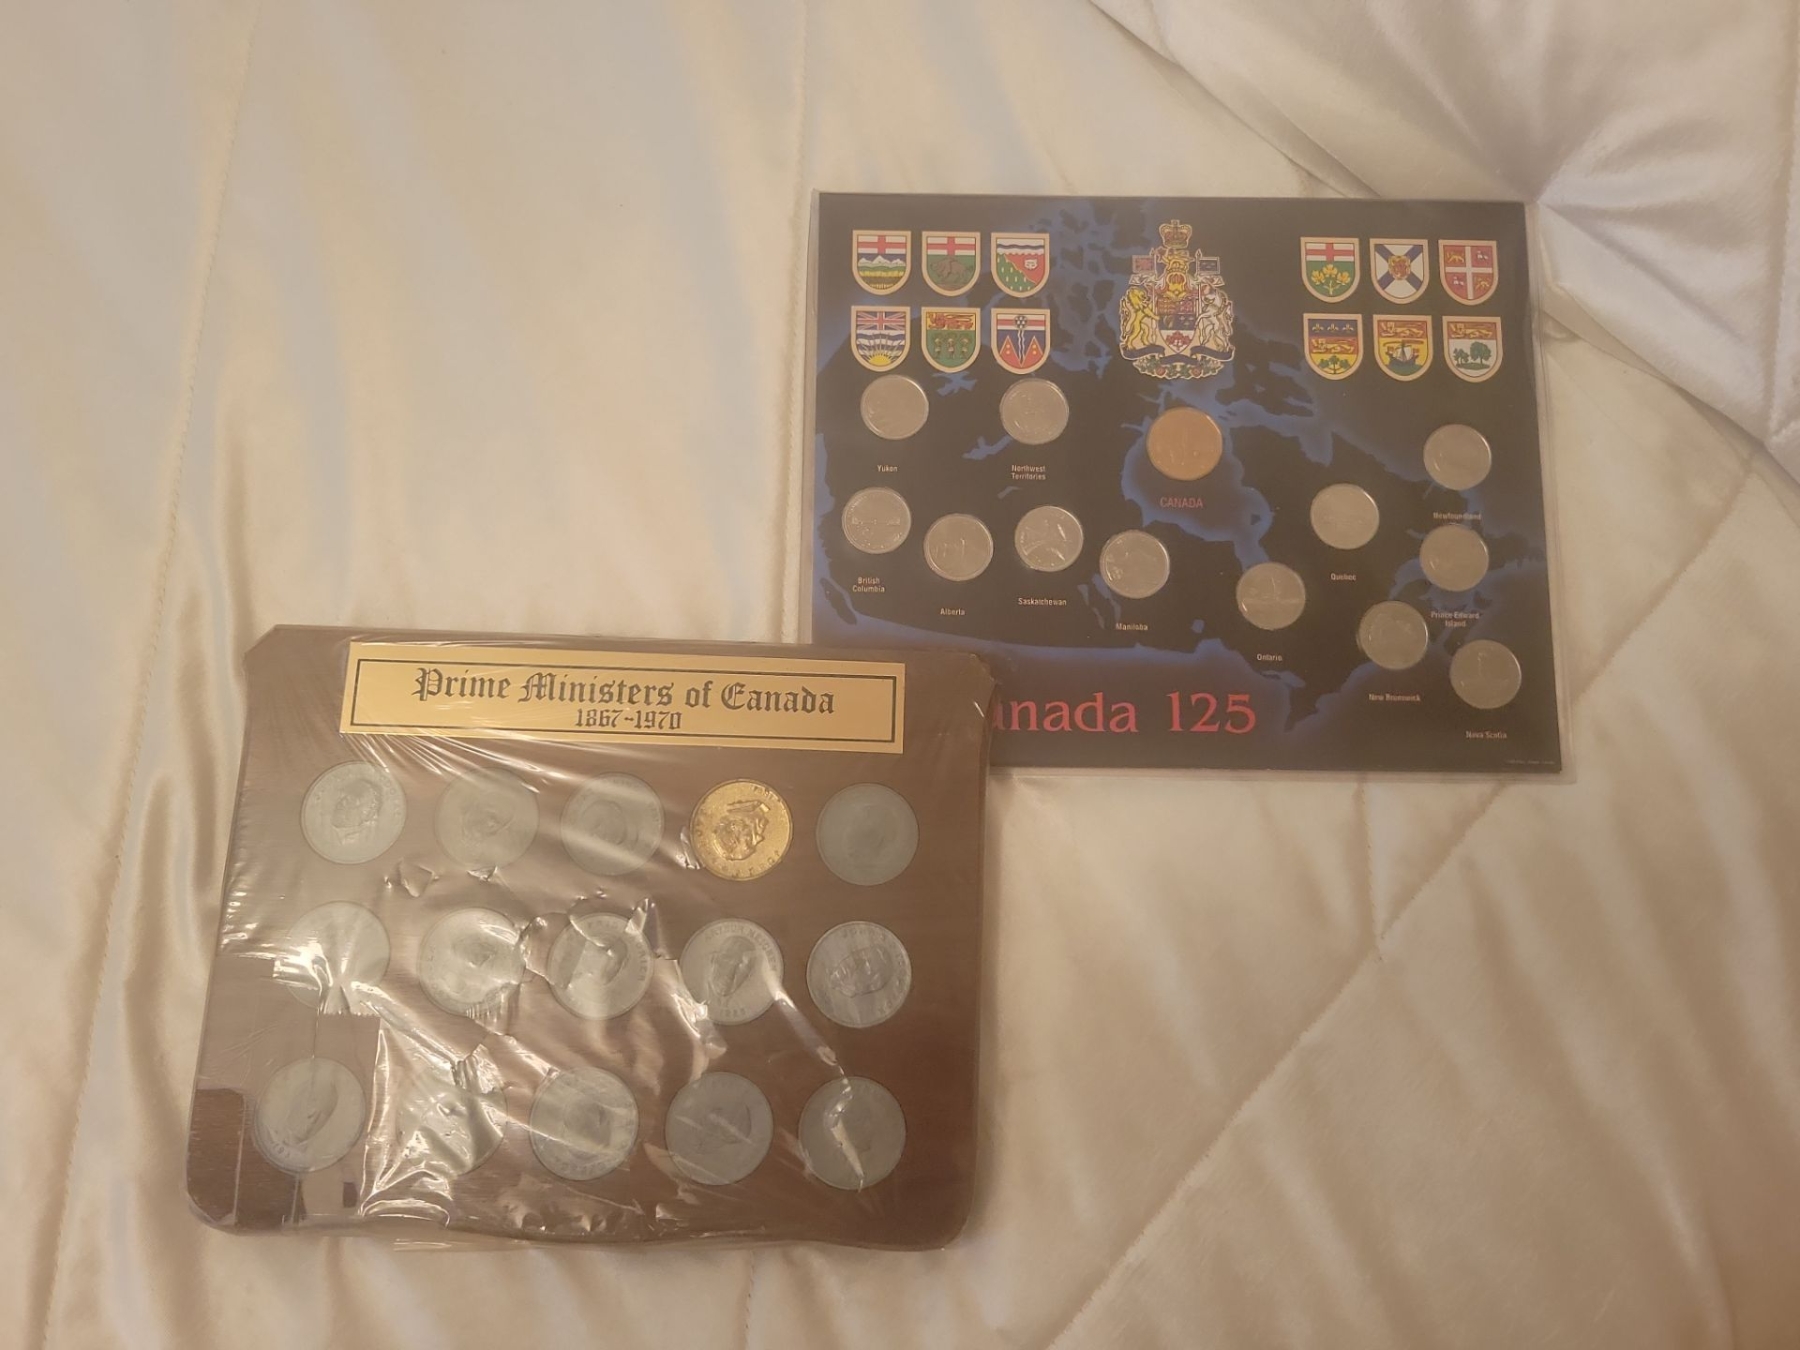 Yukon
Northwest
Territories
CANADA
Newfoundland
British
Columbia
Alberta
Saskatchewan
Manitoba
Ontario
Quebec
Prince Edward
Island
New Brunswick
Nova Scotia
anada 125
Prime Ministers of Canada
1867-1970